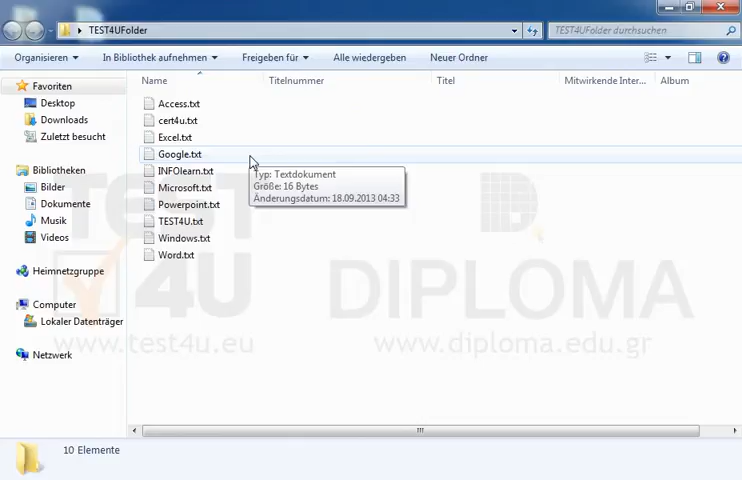 TEST4UFolder
TEST4UFolder durchsuchen
Organisieren
In Bibliothek aufnehmen
Freigeben für
Alle wiedergeben
Neuer Ordner
Favoriten
Desktop
Downloads
Zuletzt besucht
Bibliotheken
Bilder
Dokumente
Musik
Videos
Heimnetzgruppe
Computer
Lokaler Datenträger
Netzwerk
Name
Titelnummer
Titel
Mitwirkende Inter...
Album
Access.txt
cert4u.txt
Excel.txt
Google.txt
INFOlearn.txt
Microsoft.txt
Powerpoint.txt
TEST4U.txt
Windows.txt
Word.txt
Typ: Textdokument
Größe: 16 Bytes
Änderungsdatum: 18.09.2013 04:33
TEST
4U
www.test4u.eu
D
DIPLOMA
www.diploma.edu.gr
10 Elemente